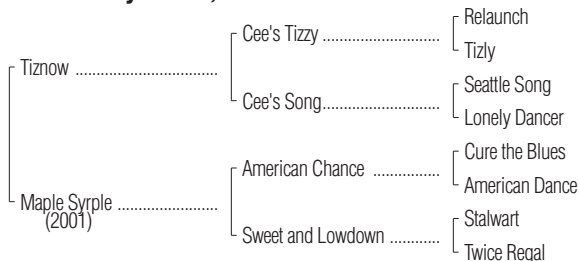 Relaunch
Cee's Tizzy ..............................
Tizly
Tiznow .....................................
Seattle Song
Cee's Song..............................
Lonely Dancer
Cure the Blues
American Chance .................
American Dance
Maple Syrple ..........................
(2001)
Stalwart
Sweet and Lowdown .............
Twice Regal